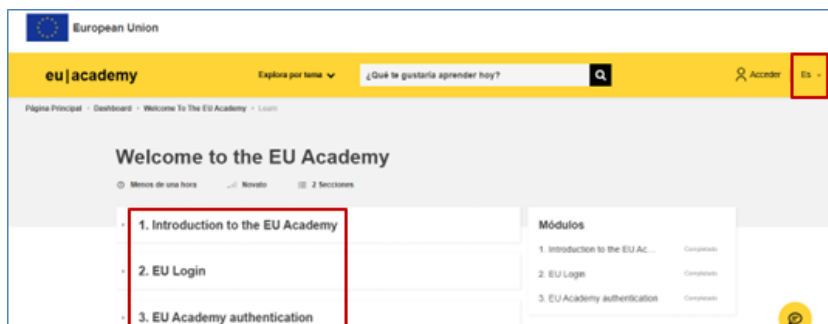 European Union
eu|academy
Explora por tema
¿Qué te gustaría aprender hoy?
Acceder
Es
Página Principal
Dashboard
Welcome To The EU Academy
Learn
Welcome to the EU Academy
Menos de una hora
Novato
2 Secciones
1. Introduction to the EU Academy
2. EU Login
3. EU Academy authentication
Módulos
1. Introduction to the EU Ac...
Completado
2. EU Login
Completado
3. EU Academy authentication
Completado